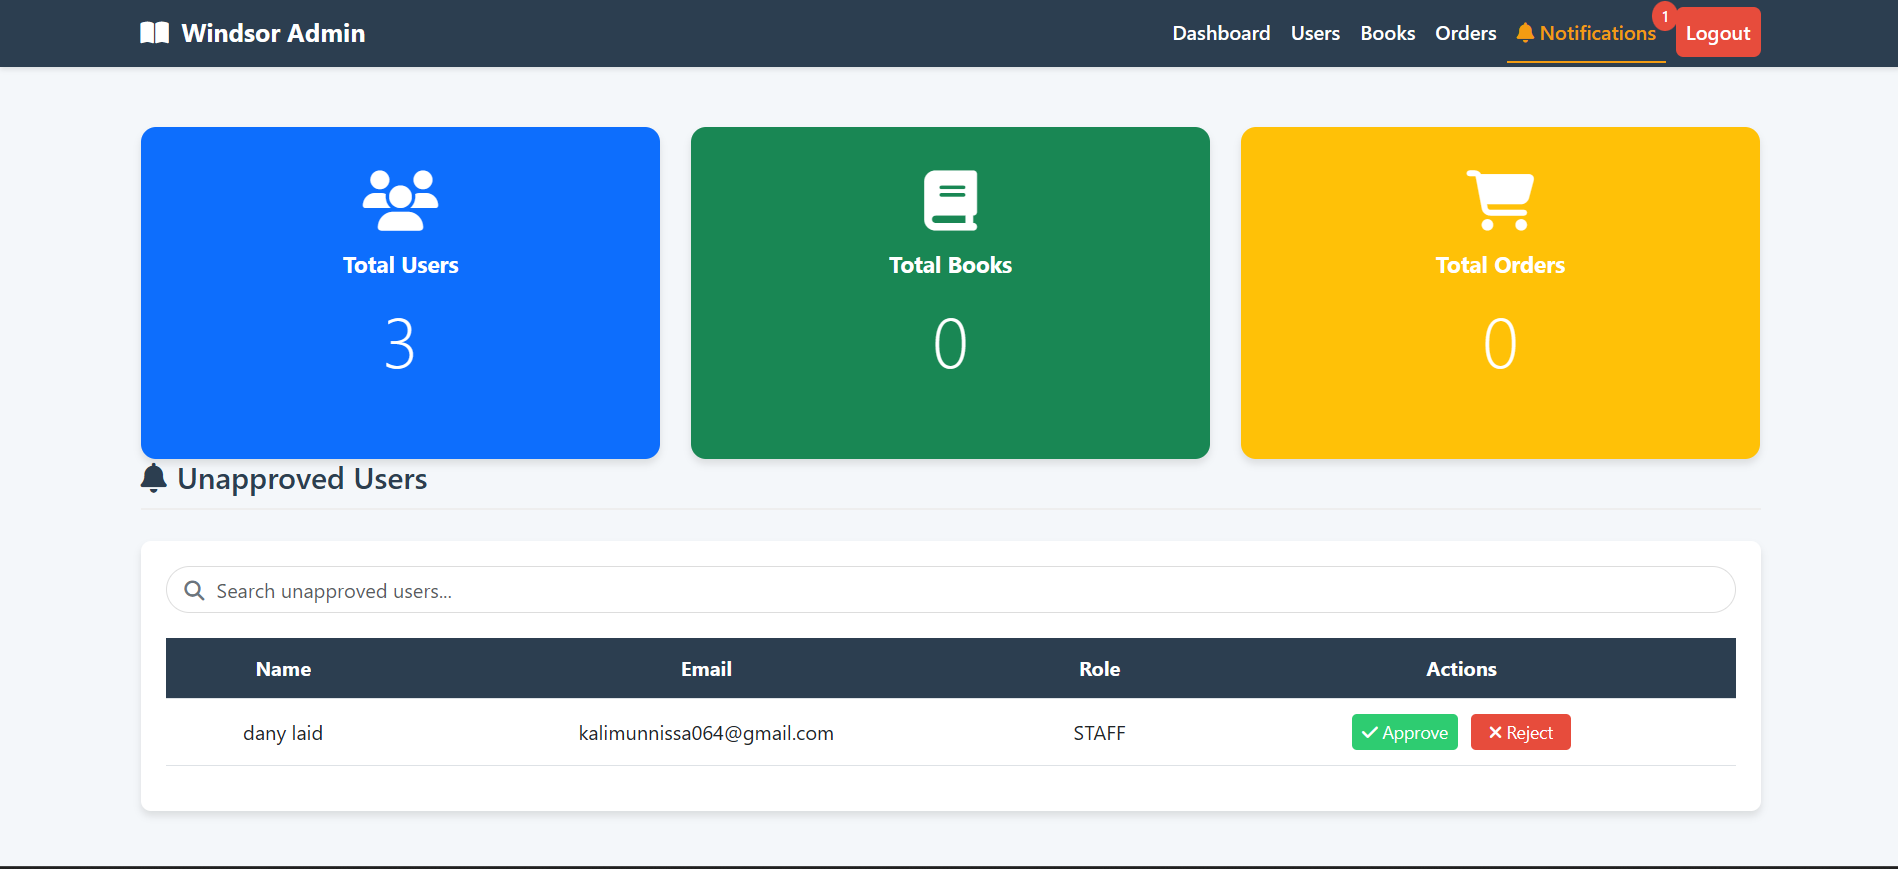 Windsor Admin
Dashboard Users Books Orders Notifications 1 Logout
Total Users
3
Total Books
0
Total Orders
0
Unapproved Users
Search unapproved users...
Name Email Role Actions
dany laid kalimunnissa064@gmail.com STAFF Approve Reject